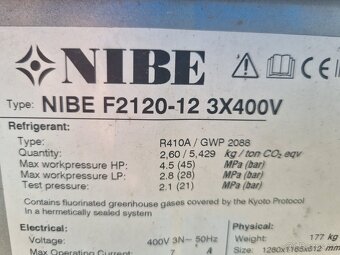 NIBE
Type: NIBE F2120-12 3X400V
Refrigerant:
Type: R410A / GWP 2088
Quantity: 2,60 / 5,429 kg / ton CO2 eqv
Max workpressure HP: 4.5 (45) MPa (bar)
Max workpressure LP: 2.8 (28) MPa (bar)
Test pressure: 2.1 (21) MPa (bar)
Contains fluorinated greenhouse gases covered by the Kyoto Protocol
In a hermetically sealed system
Electrical: Physical:
Voltage: 400V 3N~ 50Hz Weight: 177 kg
Max Operating Current: 7 A Size: 1280x1165x612 mm